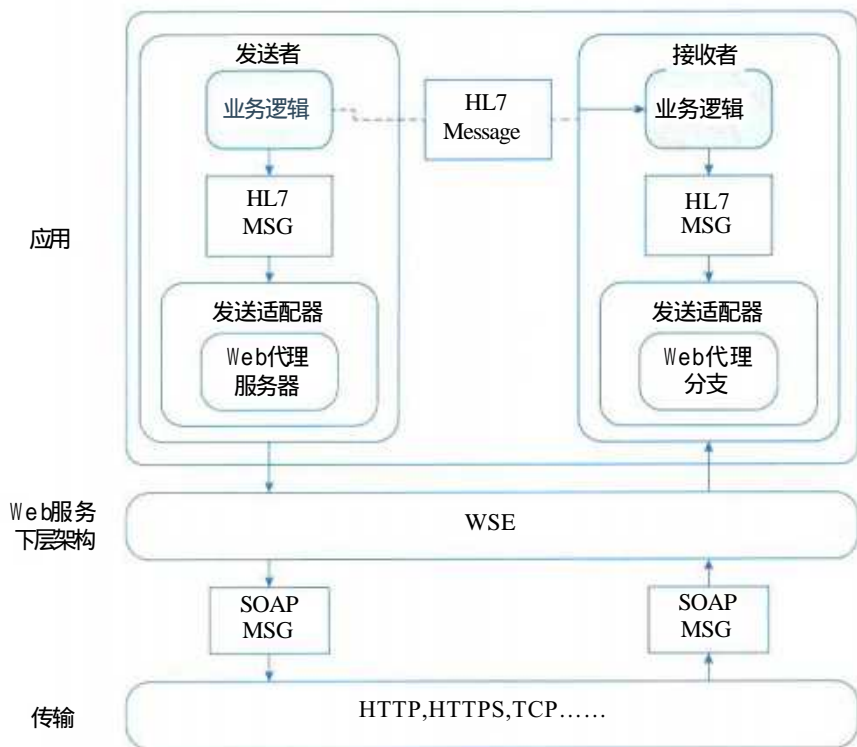 发送者
接收者
业务逻辑
HL7
Message
业务逻辑
HL7
MSG
HL7
MSG
应用
发送适配器
发送适配器
Web代理
服务器
Web代理
分支
Web服务
下层架构
WSE
SOAP
MSG
SOAP
MSG
传输
HTTP,HTTPS,TCP……